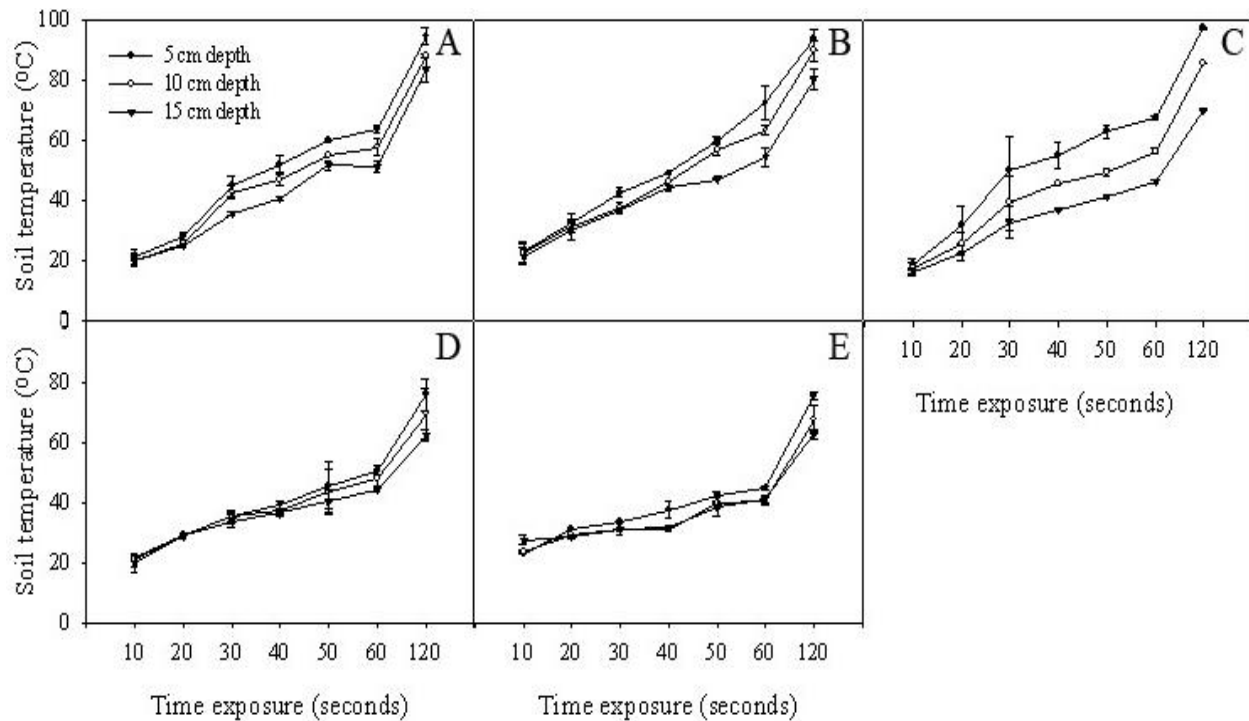 A
B
C
5 cm depth
10 cm depth
15 cm depth
Soil temperature (ºC)
100
80
60
40
20
0
10 20 30 40 50 60 120
Time exposure (seconds)
D
E
Soil temperature (ºC)
80
60
40
20
0
10 20 30 40 50 60 120
10 20 30 40 50 60 120
Time exposure (seconds)
Time exposure (seconds)